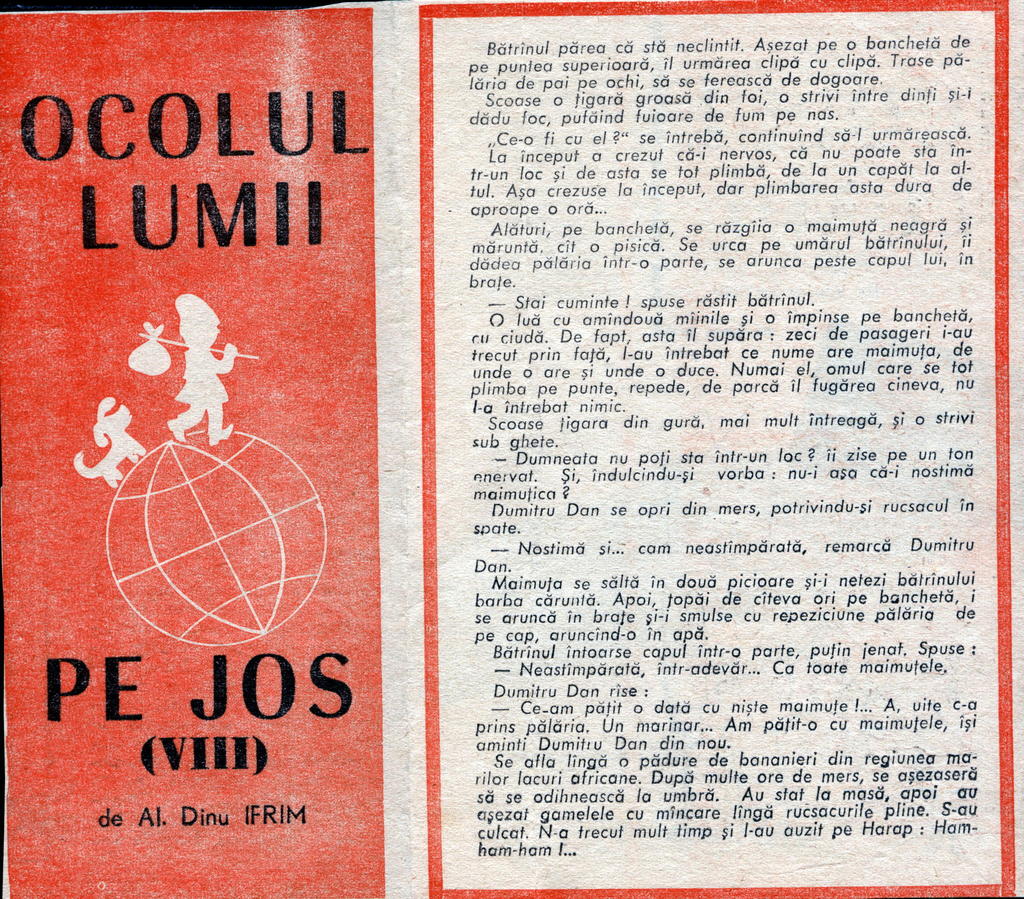 OCOLUL
LUMII
PE JOS
(VIII)
de Al. Dinu IFRIM
Bătrînul părea că stă neclintit. Așezat pe o banchetă de
pe puntea superioară, îl urmărea clipă cu clipă. Trase pă-
lăria de pai pe ochi, să se ferească de dogoare.
Scoase o țigară groasă din foi, o strivi între dinți și-i
dădu foc, pufăind fuioare de fum pe nas.
„Ce-o fi cu el ?“ se întrebă, continuînd să-l urmărească.
La început a crezut că-i nervos, că nu poate sta în-
tr-un loc și de asta se tot plimbă, de la un capăt la al-
tul. Așa crezuse la început, dar plimbarea asta dura de
aproape o oră...
Alături, pe banchetă, se răzgîia o maimuță neagră și
măruntă, cît o pisică. Se urca pe umărul bătrînului, îi
dădea pălăria într-o parte, se arunca peste capul lui, în
brațe.
— Stai cuminte ! spuse răstit bătrînul.
O luă cu amîndouă mîinile și o împinse pe banchetă,
cu ciudă. De fapt, asta îl supăra : zeci de pasageri i-au
trecut prin față, l-au întrebat ce nume are maimuța, de
unde o are și unde o duce. Numai el, omul care se tot
plimba pe punte, repede, de parcă îl fugărea cineva, nu
l-a întrebat nimic.
Scoase țigara din gură, mai mult întreagă, și o strivi
sub ghete.
— Dumneata nu poți sta într-un loc ? îi zise pe un ton
enervat. Și, îndulcindu-și vorba : nu-i așa că-i nostimă
maimuțica ?
Dumitru Dan se opri din mers, potrivindu-și rucsacul în
spate.
— Nostimă și... cam neastîmpărată, remarcă Dumitru
Dan.
Maimuța se săltă în două picioare și-i netezi bătrînului
barba căruntă. Apoi, țopăi de cîteva ori pe banchetă, i
se aruncă în brațe și-i smulse cu repeziciune pălăria de
pe cap, aruncînd-o în apă.
Bătrînul întoarse capul într-o parte, puțin jenat. Spuse :
— Neastîmpărată, într-adevăr... Ca toate maimuțele.
Dumitru Dan rîse :
— Ce-am pățit o dată cu niște maimuțe !... A, uite c-a
prins pălăria. Un marinar... Am pățit-o cu maimuțele, își
aminti Dumitru Dan din nou.
Se afla lîngă o pădure de bananieri din regiunea ma-
rilor lacuri africane. După multe ore de mers, se așezaseră
să se odihnească la umbră. Au stat la masă, apoi au
așezat gamelele cu mîncare lîngă rucsacurile pline. S-au
culcat. N-a trecut mult timp și l-au auzit pe Harap : Ham-
ham-ham !...